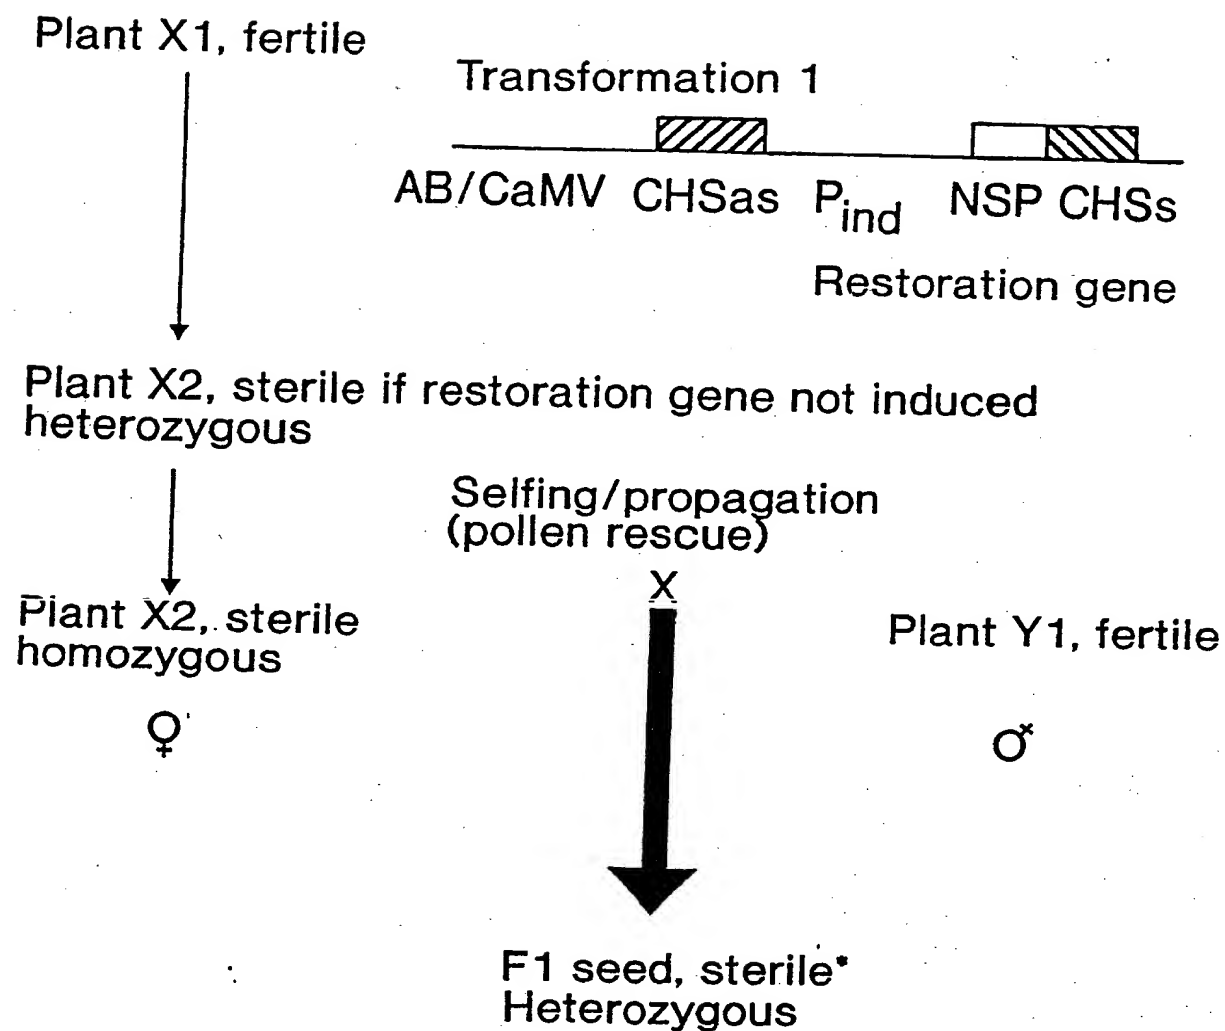 Plant X1, fertile
Transformation 1
AB/CaMV CHSas Pind NSP CHSs
Restoration gene
Plant X2, sterile if restoration gene not induced
heterozygous
Selfing/propagation
(pollen rescue)
X
Plant X2, sterile
homozygous
Plant Y1, fertile
♀
♂
F1 seed, sterile*
Heterozygous